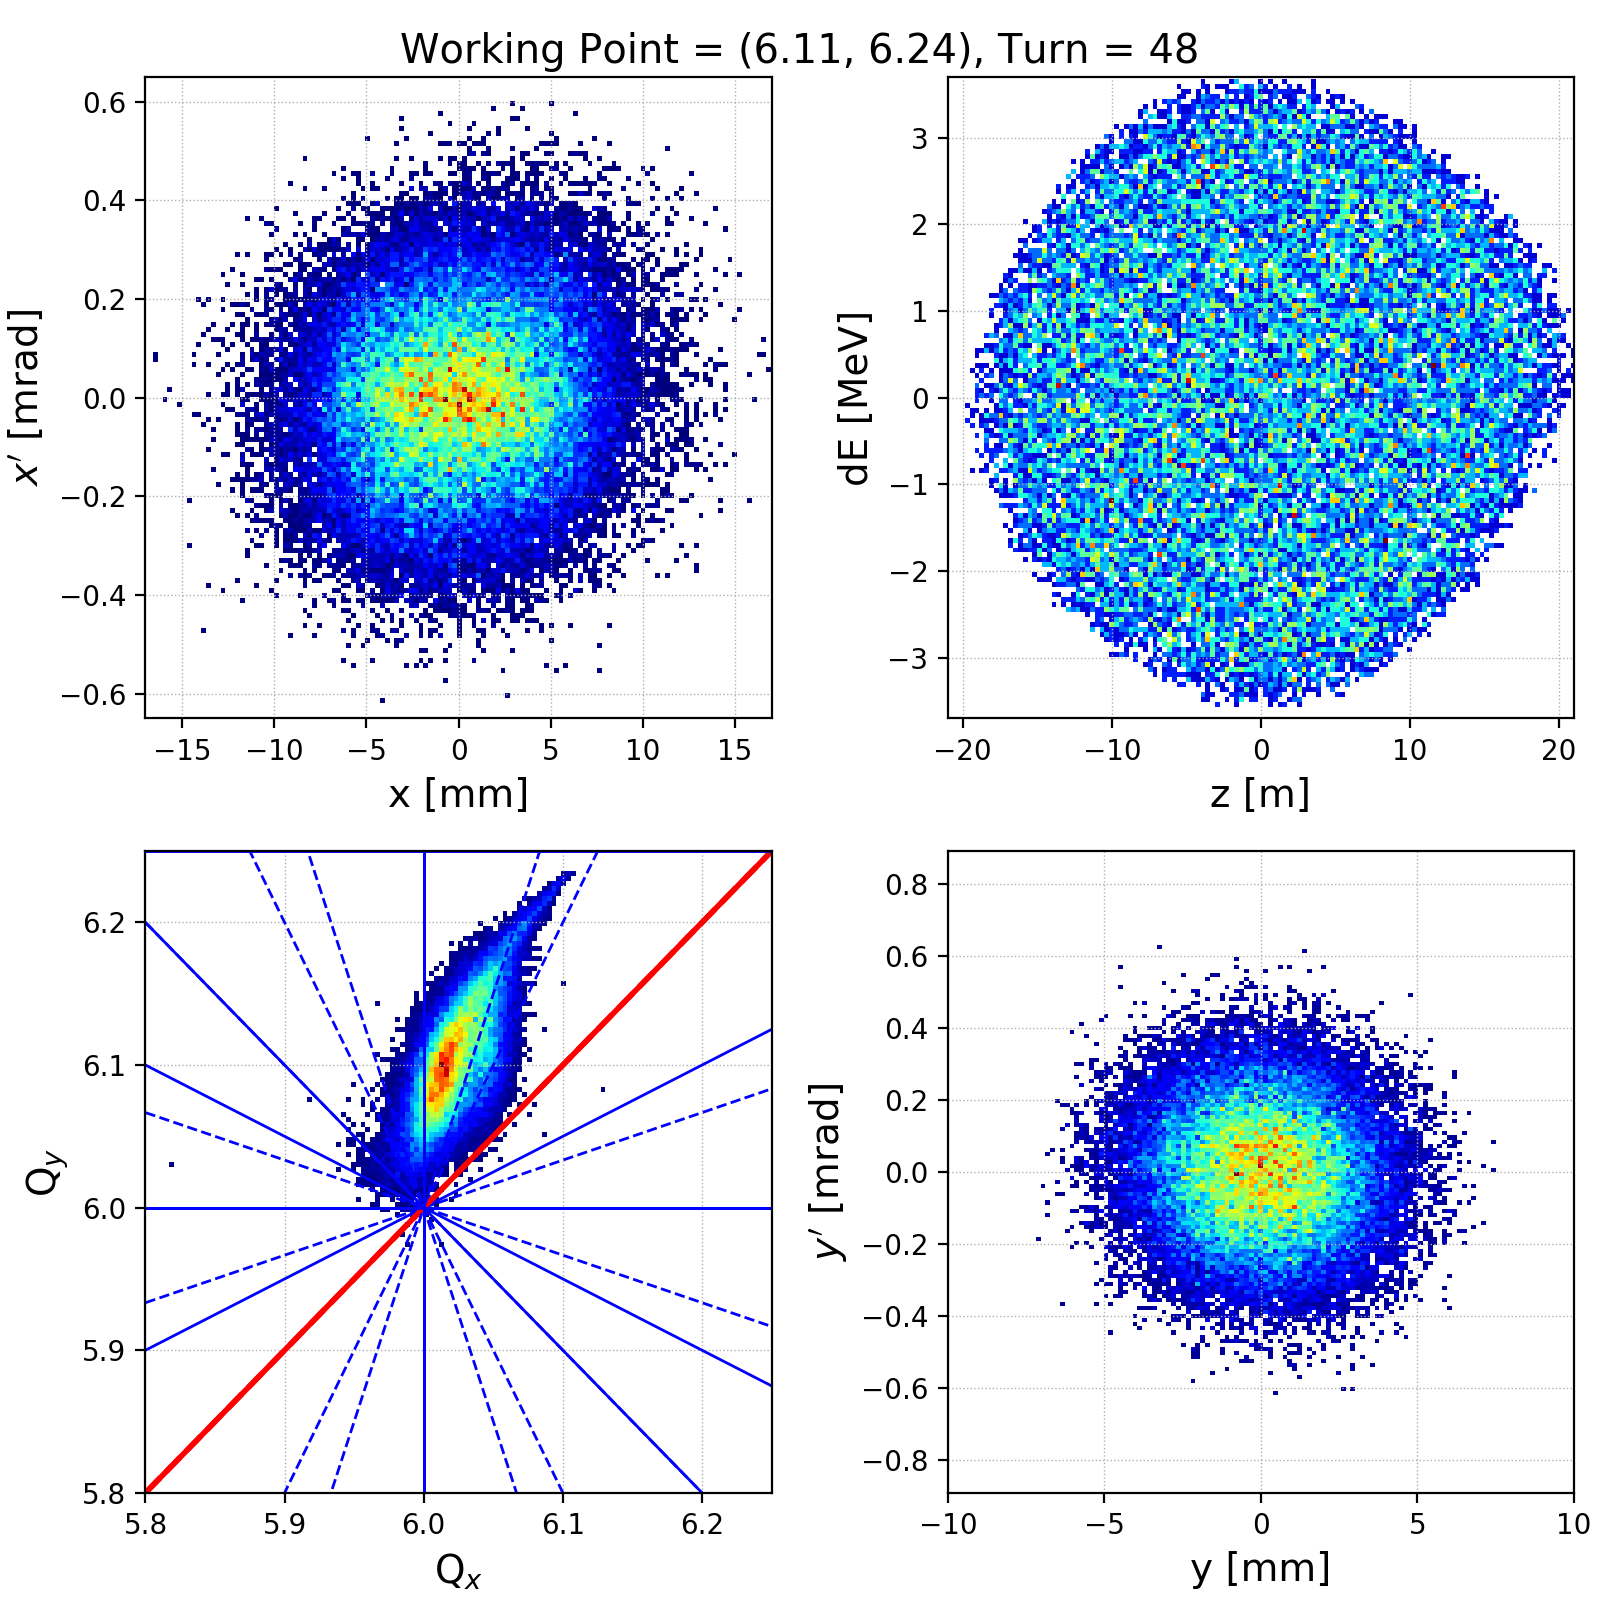 Working Point = (6.11, 6.24), Turn = 48
0.6
0.4
0.2
0.0
−0.2
−0.4
−0.6
x′ [mrad]
−15 −10 −5 0 5 10 15
x [mm]
3
2
1
0
−1
−2
−3
dE [MeV]
−20 −10 0 10 20
z [m]
6.2
6.1
6.0
5.9
5.8
Qy
5.8 5.9 6.0 6.1 6.2
Qx
0.8
0.6
0.4
0.2
0.0
−0.2
−0.4
−0.6
−0.8
y′ [mrad]
−10 −5 0 5 10
y [mm]